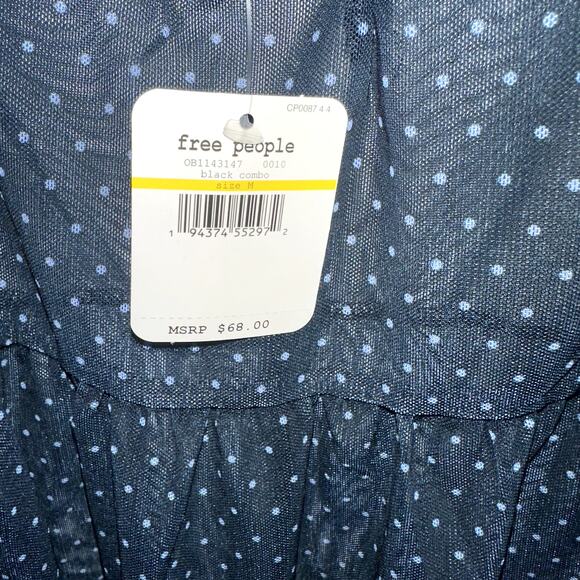 CP0087 4 4
free people
OB1143147 0010
black combo
size M
1 94374 55297 2
MSRP $68.00